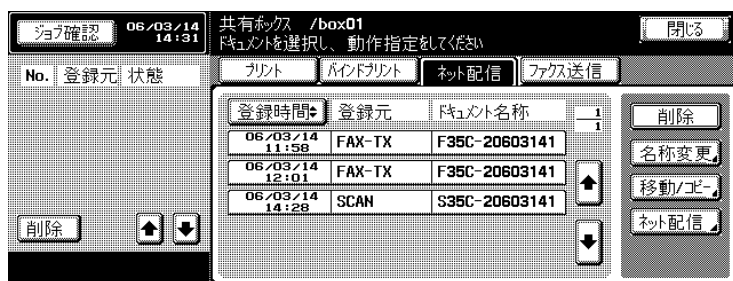 ジョブ確認 06/03/14 14:31
共有ボックス /box01
ドキュメントを選択し、動作指定をしてください
閉じる
No. 登録元 状態
プリント バインドプリント ネット配信 ファクス送信
登録時間 登録元 ドキュメント名称 1/1
06/03/14 11:58 FAX-TX F35C-20603141
06/03/14 12:01 FAX-TX F35C-20603141
06/03/14 14:28 SCAN S35C-20603141
削除
名称変更
移動/コピー
ネット配信
削除